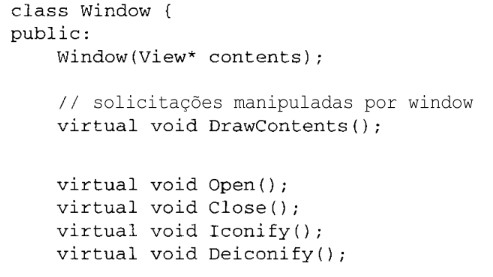 class Window {
public:
    Window(View* contents);
    // solicitações manipuladas por window
    virtual void DrawContents();
    virtual void Open();
    virtual void Close();
    virtual void Iconify();
    virtual void Deiconify();